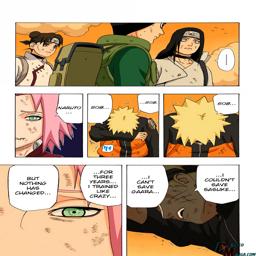 ...
SOB...
SOB...
SOB...
NARUTO...
...I
COULDN'T
SAVE
SASUKE...
...I
CAN'T
SAVE
GAARA...
...FOR
THREE
YEARS...
I TRAINED
LIKE
CRAZY...
BUT
NOTHING
HAS
CHANGED...